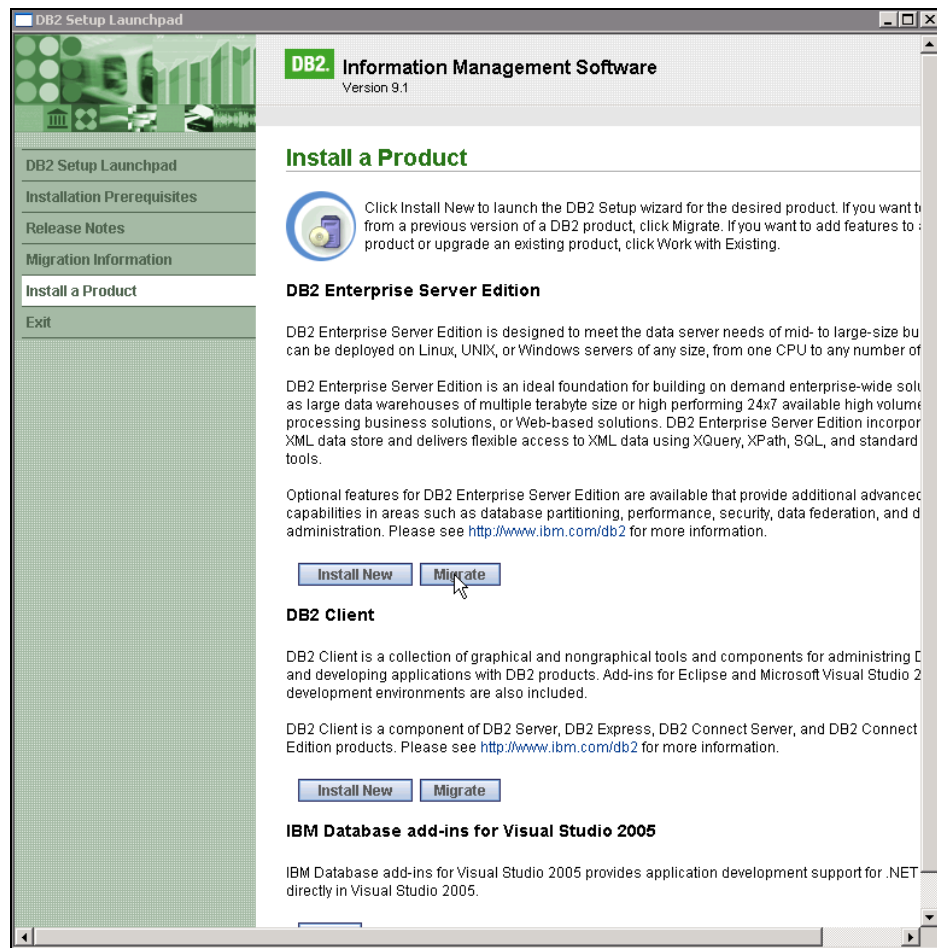 DB2 Setup Launchpad
DB2. Information Management Software
Version 9.1
DB2 Setup Launchpad
Installation Prerequisites
Release Notes
Migration Information
Install a Product
Exit
Install a Product
Click Install New to launch the DB2 Setup wizard for the desired product. If you want
from a previous version of a DB2 product, click Migrate. If you want to add features to
product or upgrade an existing product, click Work with Existing.
DB2 Enterprise Server Edition
DB2 Enterprise Server Edition is designed to meet the data server needs of mid- to large-size bu
can be deployed on Linux, UNIX, or Windows servers of any size, from one CPU to any number of
DB2 Enterprise Server Edition is an ideal foundation for building on demand enterprise-wide solu
as large data warehouses of multiple terabyte size or high performing 24x7 available high volume
processing business solutions, or Web-based solutions. DB2 Enterprise Server Edition incorpor
XML data store and delivers flexible access to XML data using XQuery, XPath, SQL, and standard
tools.
Optional features for DB2 Enterprise Server Edition are available that provide additional advanced
capabilities in areas such as database partitioning, performance, security, data federation, and d
administration. Please see http://www.ibm.com/db2 for more information.
Install New Migrate
DB2 Client
DB2 Client is a collection of graphical and nongraphical tools and components for administring D
and developing applications with DB2 products. Add-ins for Eclipse and Microsoft Visual Studio 2
development environments are also included.
DB2 Client is a component of DB2 Server, DB2 Express, DB2 Connect Server, and DB2 Connect
Edition products. Please see http://www.ibm.com/db2 for more information.
Install New Migrate
IBM Database add-ins for Visual Studio 2005
IBM Database add-ins for Visual Studio 2005 provides application development support for .NET
directly in Visual Studio 2005.